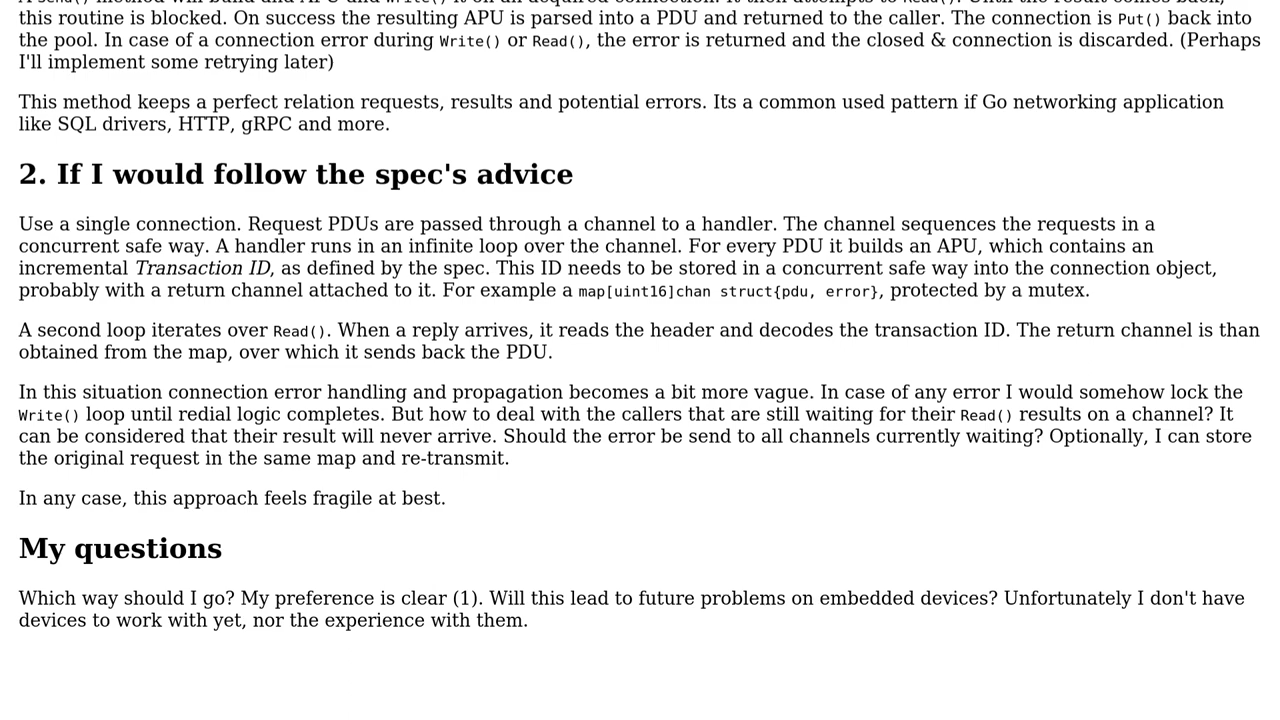 this routine is blocked. On success the resulting APU is parsed into a PDU and returned to the caller. The connection is Put() back into
the pool. In case of a connection error during Write() or Read(), the error is returned and the closed & connection is discarded. (Perhaps
I'll implement some retrying later)
This method keeps a perfect relation requests, results and potential errors. Its a common used pattern if Go networking application
like SQL drivers, HTTP, gRPC and more.
2. If I would follow the spec's advice
Use a single connection. Request PDUs are passed through a channel to a handler. The channel sequences the requests in a
concurrent safe way. A handler runs in an infinite loop over the channel. For every PDU it builds an APU, which contains an
incremental Transaction ID, as defined by the spec. This ID needs to be stored in a concurrent safe way into the connection object,
probably with a return channel attached to it. For example a map[uint16]chan struct{pdu, error}, protected by a mutex.
A second loop iterates over Read(). When a reply arrives, it reads the header and decodes the transaction ID. The return channel is than
obtained from the map, over which it sends back the PDU.
In this situation connection error handling and propagation becomes a bit more vague. In case of any error I would somehow lock the
Write() loop until redial logic completes. But how to deal with the callers that are still waiting for their Read() results on a channel? It
can be considered that their result will never arrive. Should the error be send to all channels currently waiting? Optionally, I can store
the original request in the same map and re-transmit.
In any case, this approach feels fragile at best.
My questions
Which way should I go? My preference is clear (1). Will this lead to future problems on embedded devices? Unfortunately I don't have
devices to work with yet, nor the experience with them.